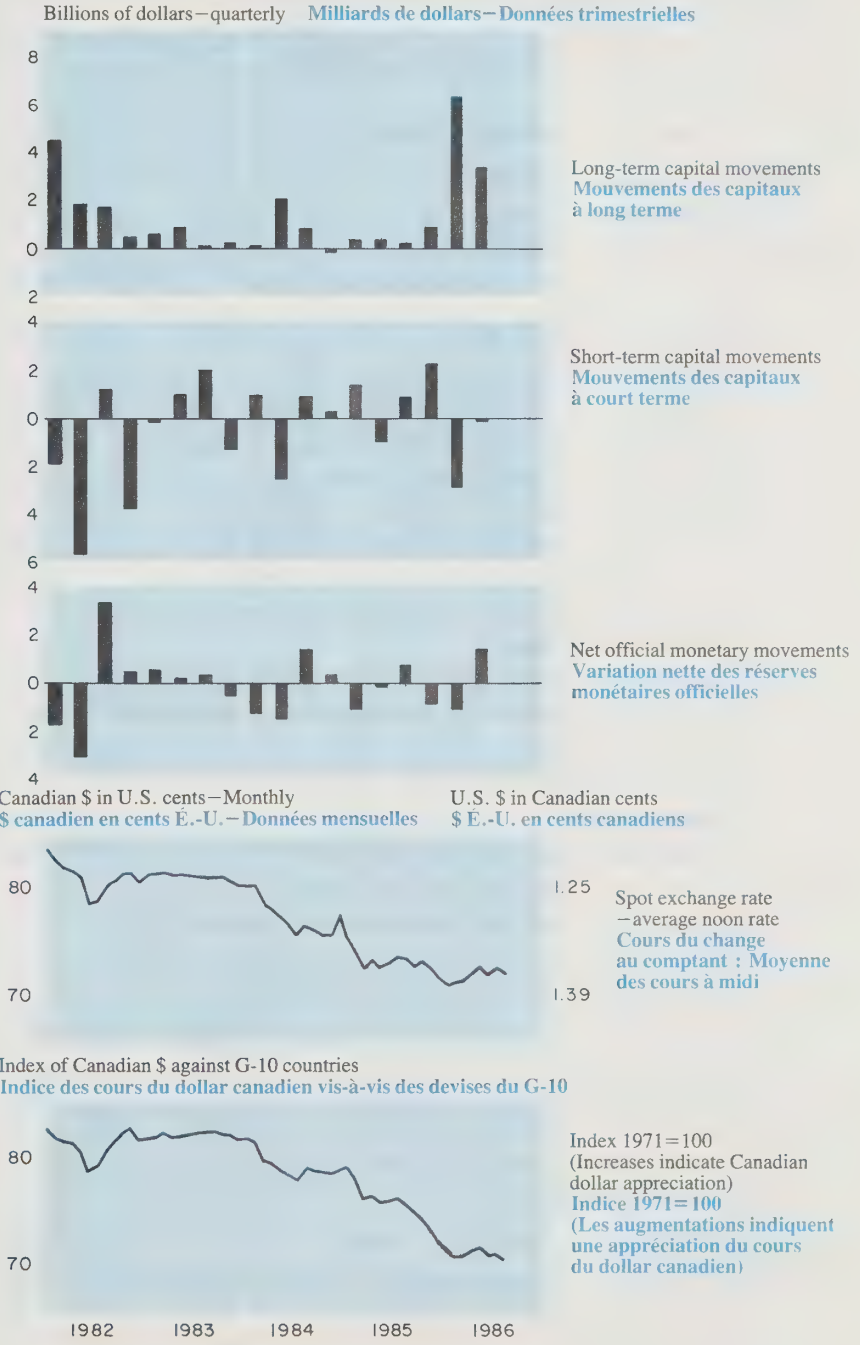 Billions of dollars—quarterly Milliards de dollars—Données trimestrielles
8
6
4
2
0
2
Long-term capital movements
Mouvements des capitaux
à long terme
4
2
0
2
4
6
Short-term capital movements
Mouvements des capitaux
à court terme
4
2
0
2
4
Net official monetary movements
Variation nette des réserves
monétaires officielles
Canadian $ in U.S. cents—Monthly
$ canadien en cents É.-U.—Données mensuelles
U.S. $ in Canadian cents
$ É.-U. en cents canadiens
80
70
1.25
1.39
Spot exchange rate
—average noon rate
Cours du change
au comptant : Moyenne
des cours à midi
Index of Canadian $ against G-10 countries
Indice des cours du dollar canadien vis-à-vis des devises du G-10
80
70
Index 1971=100
(Increases indicate Canadian
dollar appreciation)
Indice 1971=100
(Les augmentations indiquent
une appréciation du cours
du dollar canadien)
1982 1983 1984 1985 1986